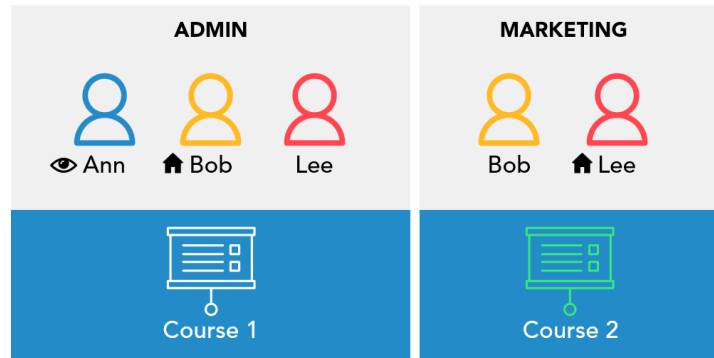 ADMIN
Ann
Bob
Lee
Course 1
MARKETING
Bob
Lee
Course 2